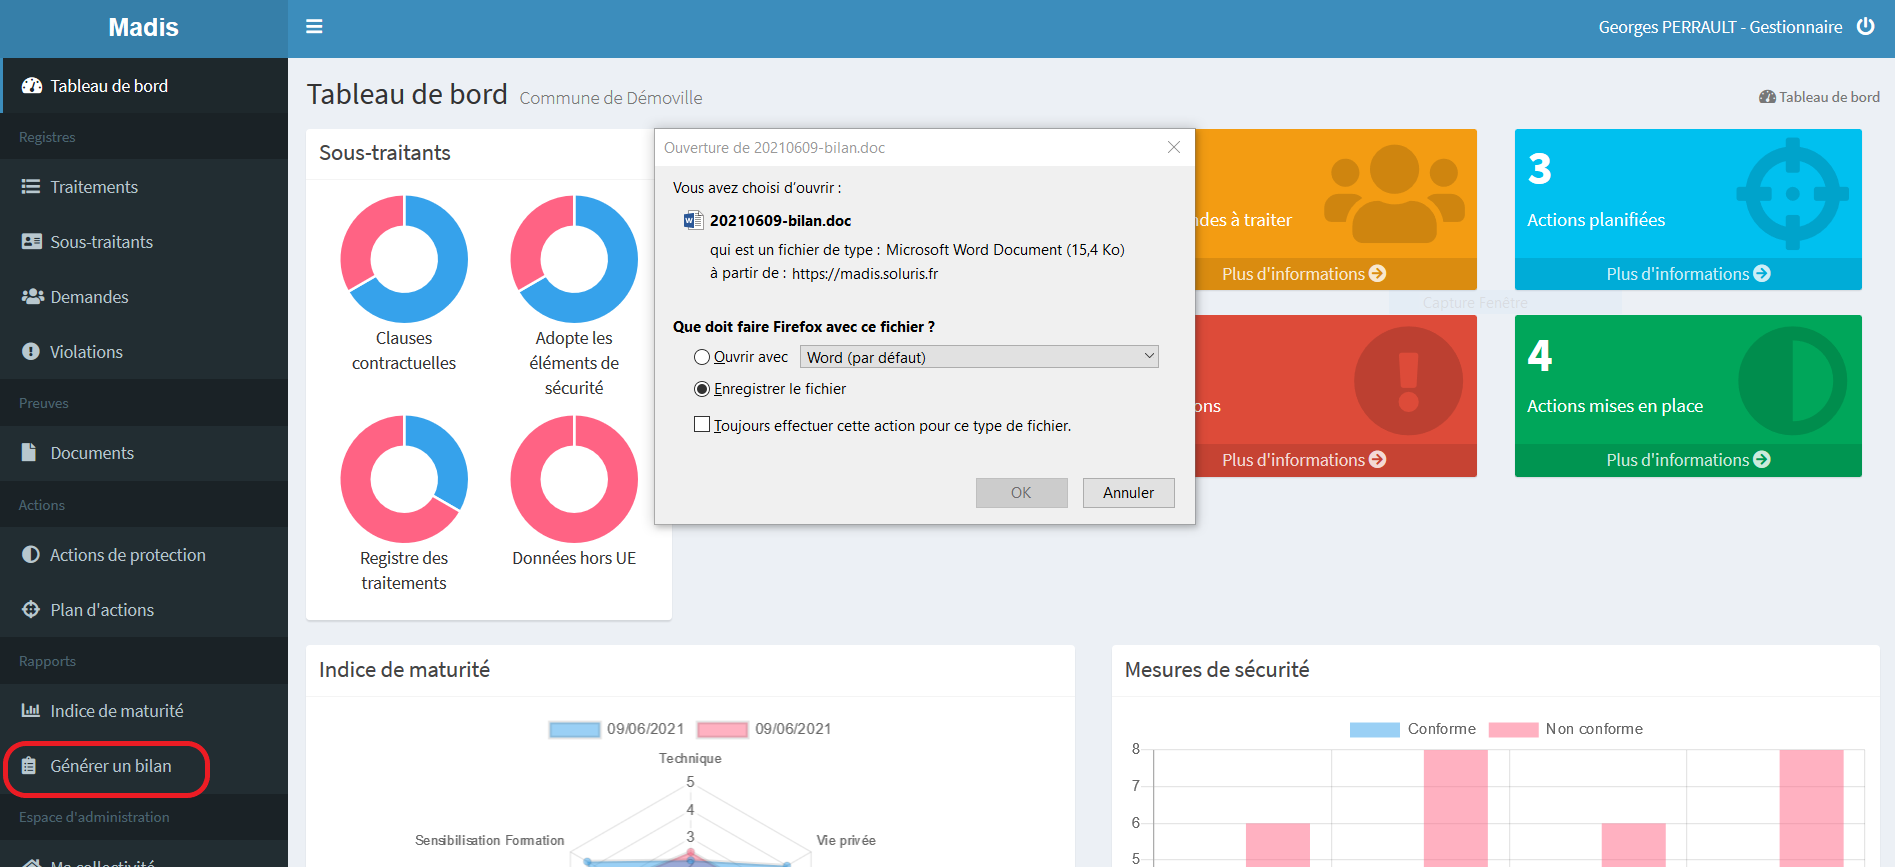 Madis
Georges PERRAULT - Gestionnaire
Tableau de bord
Registres
Traitements
Sous-traitants
Demandes
Violations
Preuves
Documents
Actions
Actions de protection
Plan d'actions
Rapports
Indice de maturité
Générer un bilan
Espace d'administration
Ma collectivité
Tableau de bord Commune de Démoville
Tableau de bord
Sous-traitants
Clauses
contractuelles
Adopte les
éléments de
sécurité
Registre des
traitements
Données hors UE
Ouverture de 20210609-bilan.doc
Vous avez choisi d'ouvrir :
20210609-bilan.doc
qui est un fichier de type : Microsoft Word Document (15,4 Ko)
à partir de : https://madis.soluris.fr
Que doit faire Firefox avec ce fichier ?
Ouvrir avec Word (par défaut)
Enregistrer le fichier
Toujours effectuer cette action pour ce type de fichier.
OK Annuler
à traiter
Plus d'informations
3
Actions planifiées
Plus d'informations
Capture Fenêtre
Plus d'informations
4
Actions mises en place
Plus d'informations
Indice de maturité
09/06/2021 09/06/2021
Technique
5
4
3
Sensibilisation Formation
Vie privée
Mesures de sécurité
Conforme Non conforme
8
7
6
5